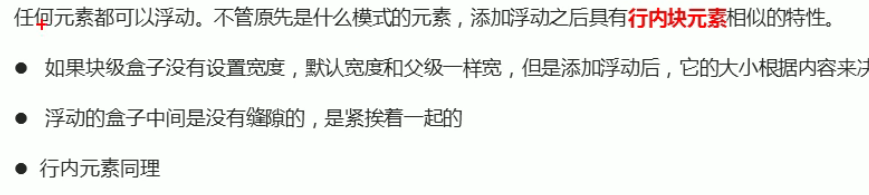 任何元素都可以浮动。不管原先是什么模式的元素，添加浮动之后具有行内块元素相似的特性。
● 如果块级盒子没有设置宽度，默认宽度和父级一样宽，但是添加浮动后，它的大小根据内容来决
● 浮动的盒子中间是没有缝隙的，是紧挨着一起的
● 行内元素同理